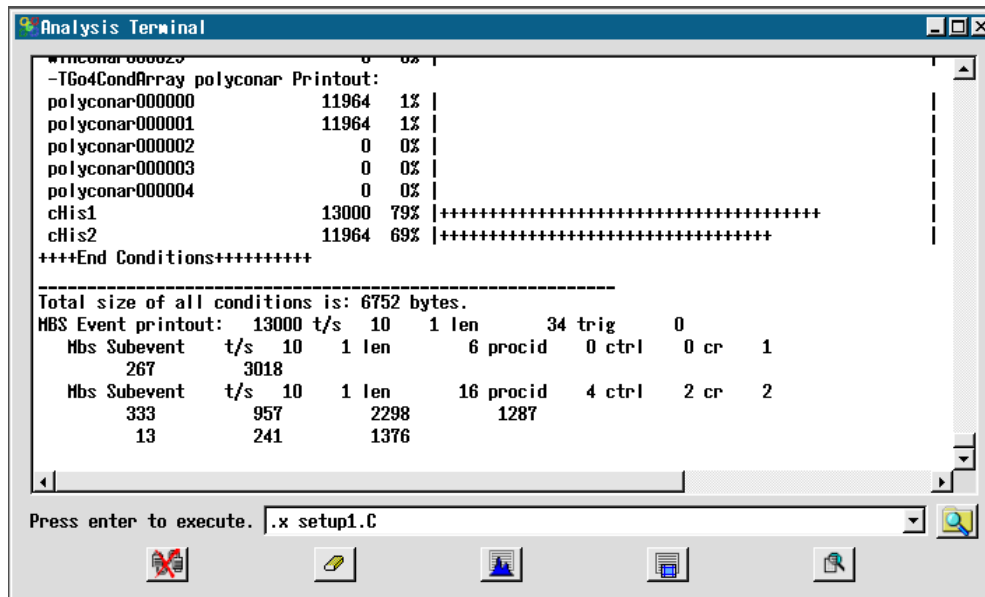 Analysis Terminal
0 0% |
-TGo4CondArray polyconar Printout:
polyconar000000 11964 1% | |
polyconar000001 11964 1% | |
polyconar000002 0 0% | |
polyconar000003 0 0% | |
polyconar000004 0 0% | |
cHis1 13000 79% |+++++++++++++++++++++++++++++++++++++++ |
cHis2 11964 69% |++++++++++++++++++++++++++++++++++ |
++++End Conditions++++++++++
___________________________________________________________
Total size of all conditions is: 6752 bytes.
MBS Event printout: 13000 t/s 10 1 len 34 trig 0
Mbs Subevent t/s 10 1 len 6 procid 0 ctrl 0 cr 1
267 3018
Mbs Subevent t/s 10 1 len 16 procid 4 ctrl 2 cr 2
333 957 2298 1287
13 241 1376
Press enter to execute. .x setup1.C